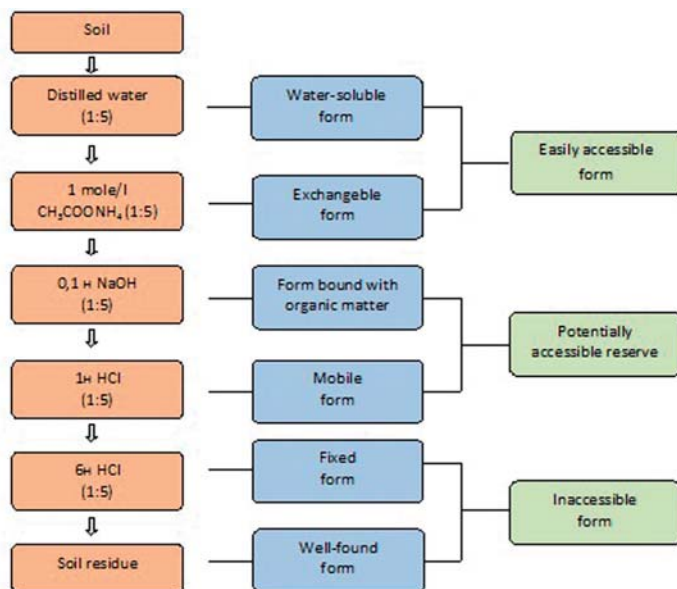 Soil
Distilled water
(1:5)
Water-soluble
form
Easily accessible
form
1 mole/l
CH₃COONH₄ (1:5)
Exchangeble
form
0,1 н NaOH
(1:5)
Form bound with
organic matter
Potentially
accessible reserve
1н HCl
(1:5)
Mobile
form
6н HCl
(1:5)
Fixed
form
Inaccessible
form
Soil residue
Well-found
form